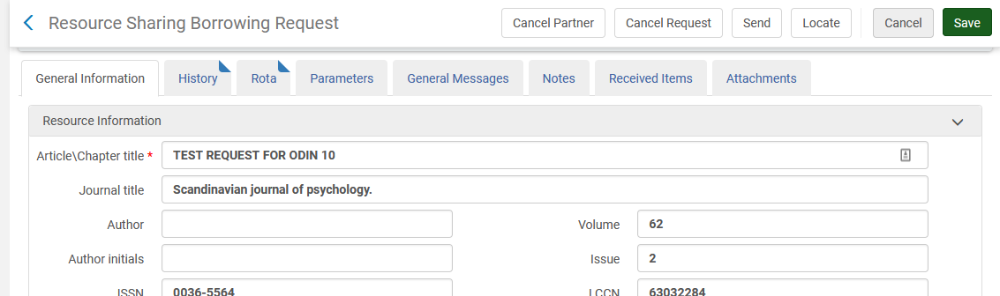 Resource Sharing Borrowing Request Cancel Partner Cancel Request Send Locate Cancel Save
General Information History Rota Parameters General Messages Notes Received Items Attachments
Resource Information
Article\Chapter title * TEST REQUEST FOR ODIN 10
Journal title Scandinavian journal of psychology.
Author Volume 62
Author initials Issue 2
ISSN 0036-5564 LCCN 63032284